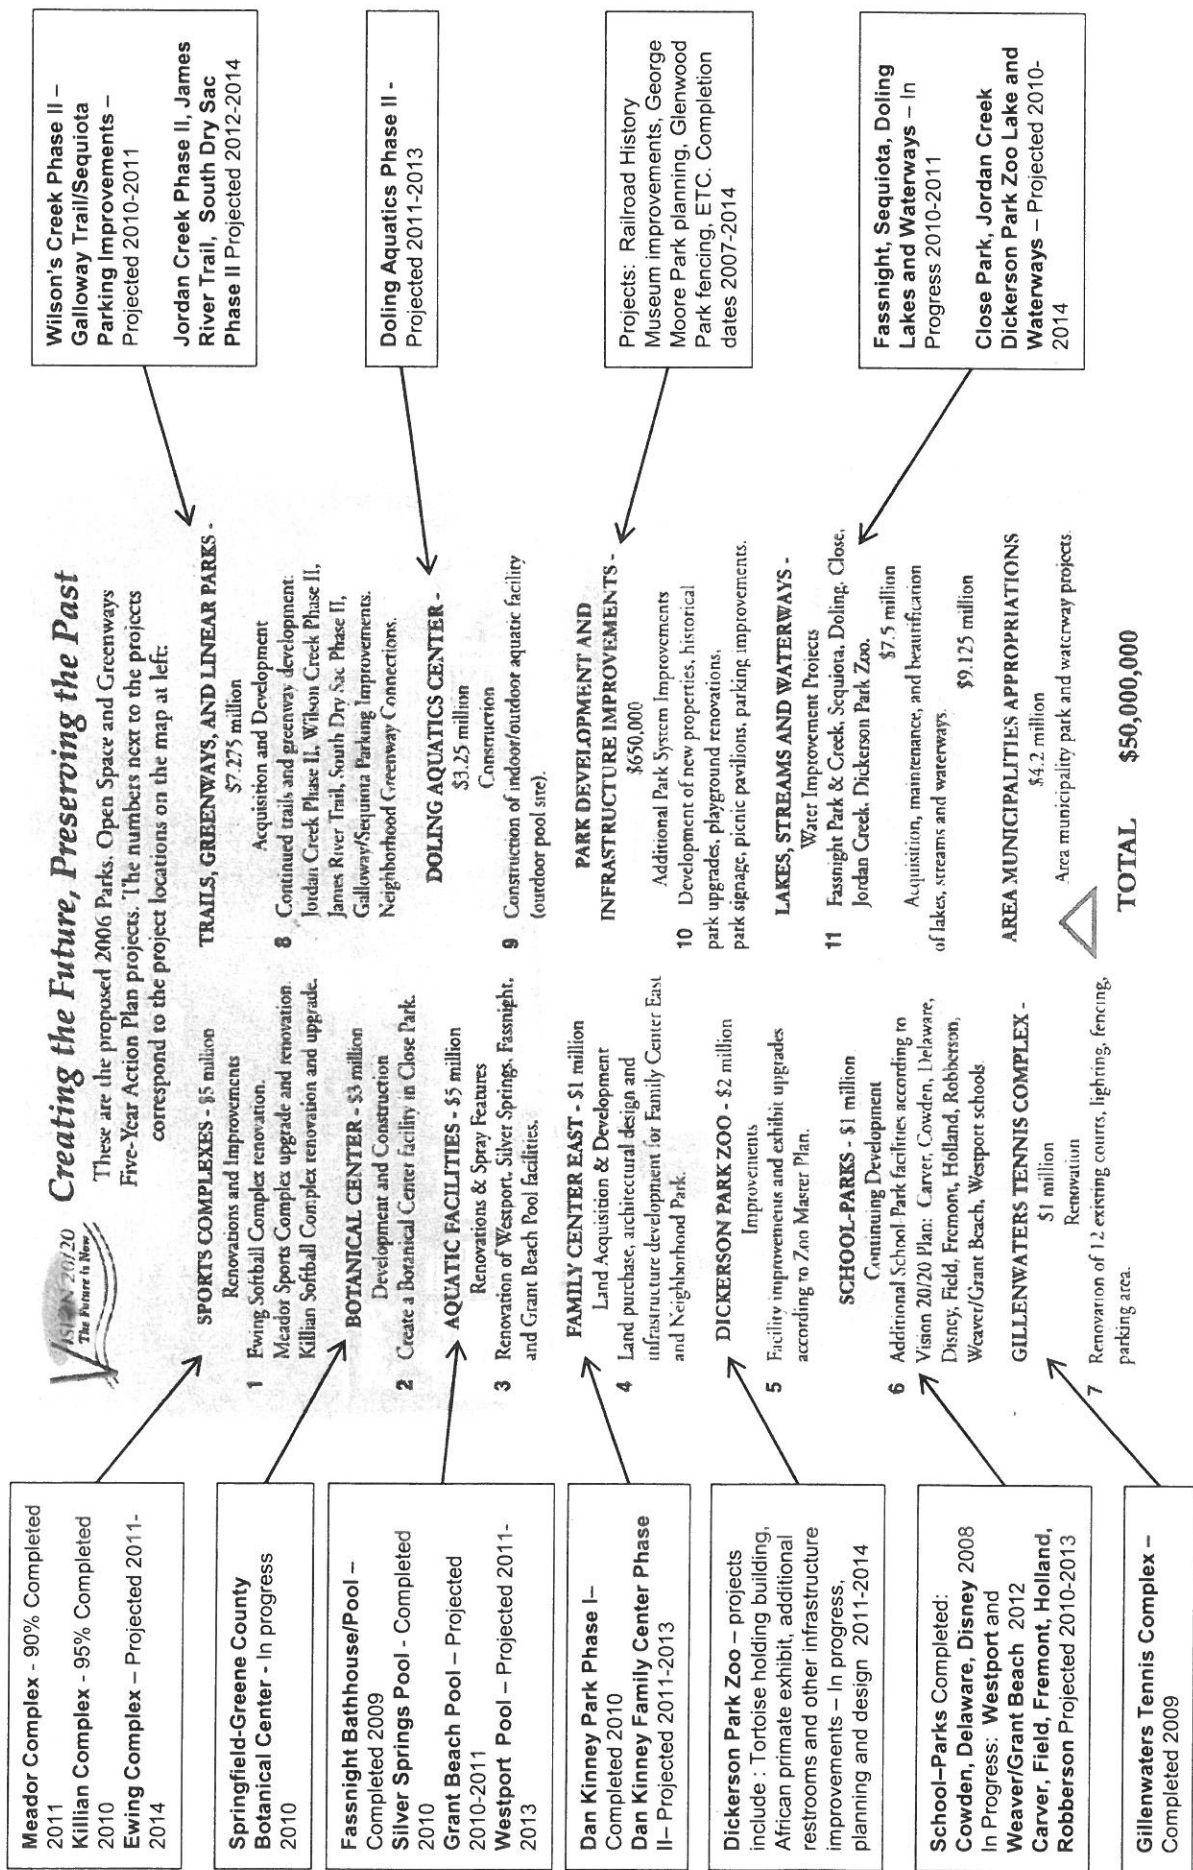 VISION 20/20
The Future is Now
Creating the Future, Preserving the Past
These are the proposed 2006 Parks, Open Space and Greenways
Five-Year Action Plan projects. The numbers next to the projects
correspond to the project locations on the map at left:
Meador Complex - 90% Completed
2011
Killian Complex - 95% Completed
2010
Ewing Complex – Projected 2011-
2014
Springfield-Greene County
Botanical Center - In progress
2010
Fassnight Bathhouse/Pool –
Completed 2009
Silver Springs Pool - Completed
2010
Grant Beach Pool – Projected
2010-2011
Westport Pool – Projected 2011-
2013
Dan Kinney Park Phase I–
Completed 2010
Dan Kinney Family Center Phase
II– Projected 2011-2013
Dickerson Park Zoo – projects
include : Tortoise holding building,
African primate exhibit, additional
restrooms and other infrastructure
improvements – In progress,
planning and design 2011-2014
School–Parks Completed:
Cowden, Delaware, Disney 2008
In Progress: Westport and
Weaver/Grant Beach 2012
Carver, Field, Fremont, Holland,
Robberson Projected 2010-2013
Gillenwaters Tennis Complex –
Completed 2009
SPORTS COMPLEXES - $5 million
Renovations and Improvements
1 Ewing Softball Complex renovation.
Meador Sports Complex upgrade and renovation.
Killian Softball Complex renovation and upgrade.
BOTANICAL CENTER - $3 million
Development and Construction
2 Create a Botanical Center facility in Close Park.
AQUATIC FACILITIES - $5 million
Renovations & Spray Features
3 Renovation of Westport, Silver Springs, Fassnight,
and Grant Beach Pool facilities.
FAMILY CENTER EAST - $1 million
Land Acquisition & Development
4 Land purchase, architectural design and
infrastructure development for Family Center East
and Neighborhood Park.
DICKERSON PARK ZOO - $2 million
Improvements
5 Facility improvements and exhibit upgrades
according to Zoo Master Plan.
SCHOOL-PARKS - $1 million
Continuing Development
6 Additional School-Park facilities according to
Vision 20/20 Plan: Carver, Cowden, Delaware,
Disney, Field, Fremont, Holland, Robberson,
Weaver/Grant Beach, Westport schools
GILLENWATERS TENNIS COMPLEX -
$1 million
Renovation
7 Renovation of 12 existing courts, lighting, fencing,
parking area.
TRAILS, GREENWAYS, AND LINEAR PARKS -
$7.275 million
Acquisition and Development
8 Continued trails and greenway development:
Jordan Creek Phase II, Wilson Creek Phase II,
James River Trail, South Dry Sac Phase II,
Galloway/Sequiota Parking Improvements.
Neighborhood Greenway Connections.
DOLING AQUATICS CENTER -
$3.25 million
Construction
9 Construction of indoor/outdoor aquatic facility
(outdoor pool site).
PARK DEVELOPMENT AND
INFRASTRUCTURE IMPROVEMENTS -
$650,000
Additional Park System Improvements
10 Development of new properties, historical
park upgrades, playground renovations,
park signage, picnic pavilions, parking improvements.
LAKES, STREAMS AND WATERWAYS -
Water Improvement Projects
11 Fassnight Park & Creek, Sequiota, Doling, Close,
Jordan Creek, Dickerson Park Zoo.
$7.5 million
Acquisition, maintenance, and beautification
of lakes, streams and waterways.
$9.125 million
AREA MUNICIPALITIES APPROPRIATIONS
$4.2 million
Area municipality park and waterway projects.
TOTAL $50,000,000
Wilson's Creek Phase II –
Galloway Trail/Sequiota
Parking Improvements –
Projected 2010-2011
Jordan Creek Phase II, James
River Trail, South Dry Sac
Phase II Projected 2012-2014
Doling Aquatics Phase II -
Projected 2011-2013
Projects: Railroad History
Museum improvements, George
Moore Park planning, Glenwood
Park fencing, ETC. Completion
dates 2007-2014
Fassnight, Sequiota, Doling
Lakes and Waterways – In
Progress 2010-2011
Close Park, Jordan Creek
Dickerson Park Zoo Lake and
Waterways – Projected 2010-
2014